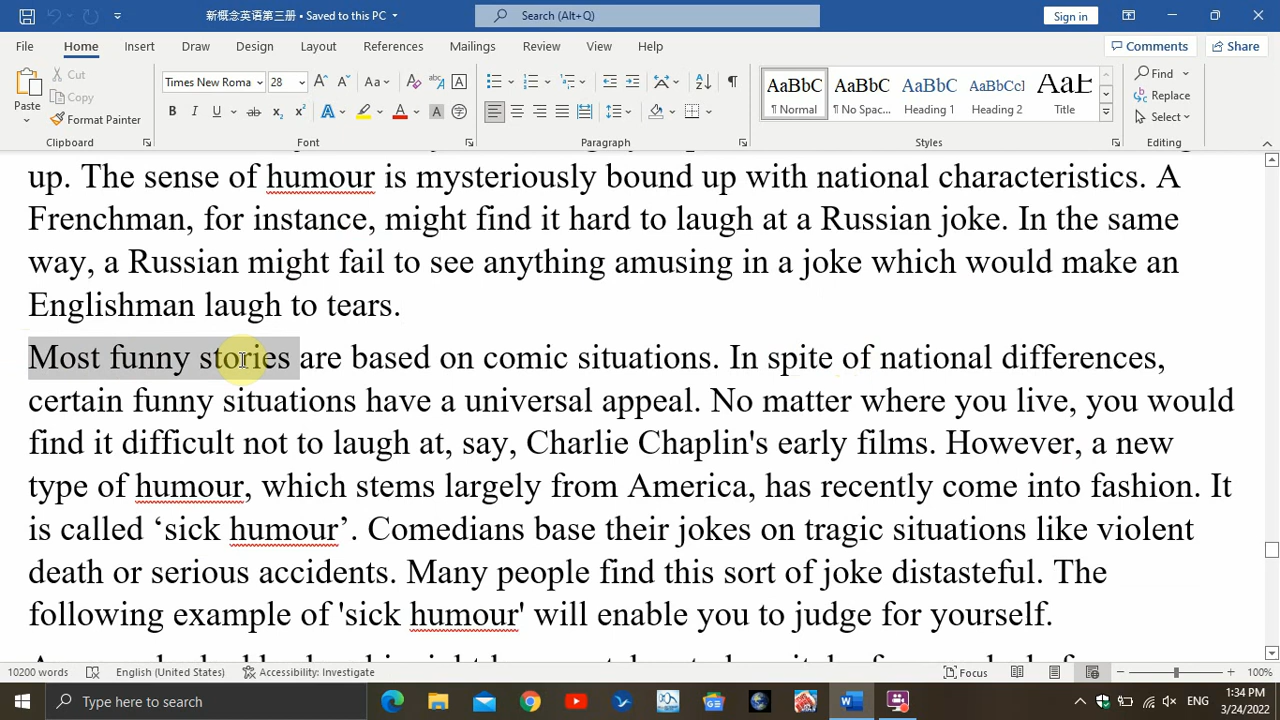 新概念英语第三册 • Saved to this PC
Search (Alt+Q)
Sign in
File Home Insert Draw Design Layout References Mailings Review View Help
Comments Share
Paste
Cut
Copy
Format Painter
Clipboard
Times New Roma 28
Font
Paragraph
AaBbC AaBbC AaBbC AaBbCcI
¶ Normal ¶ No Spac... Heading 1 Heading 2 Title
Styles
Find
Replace
Select
Editing
up. The sense of humour is mysteriously bound up with national characteristics. A
Frenchman, for instance, might find it hard to laugh at a Russian joke. In the same
way, a Russian might fail to see anything amusing in a joke which would make an
Englishman laugh to tears.
Most funny stories are based on comic situations. In spite of national differences,
certain funny situations have a universal appeal. No matter where you live, you would
find it difficult not to laugh at, say, Charlie Chaplin's early films. However, a new
type of humour, which stems largely from America, has recently come into fashion. It
is called ‘sick humour’. Comedians base their jokes on tragic situations like violent
death or serious accidents. Many people find this sort of joke distasteful. The
following example of 'sick humour' will enable you to judge for yourself.
10200 words English (United States) Accessibility: Investigate Focus 100%
Type here to search
ENG
1:34 PM
3/24/2022